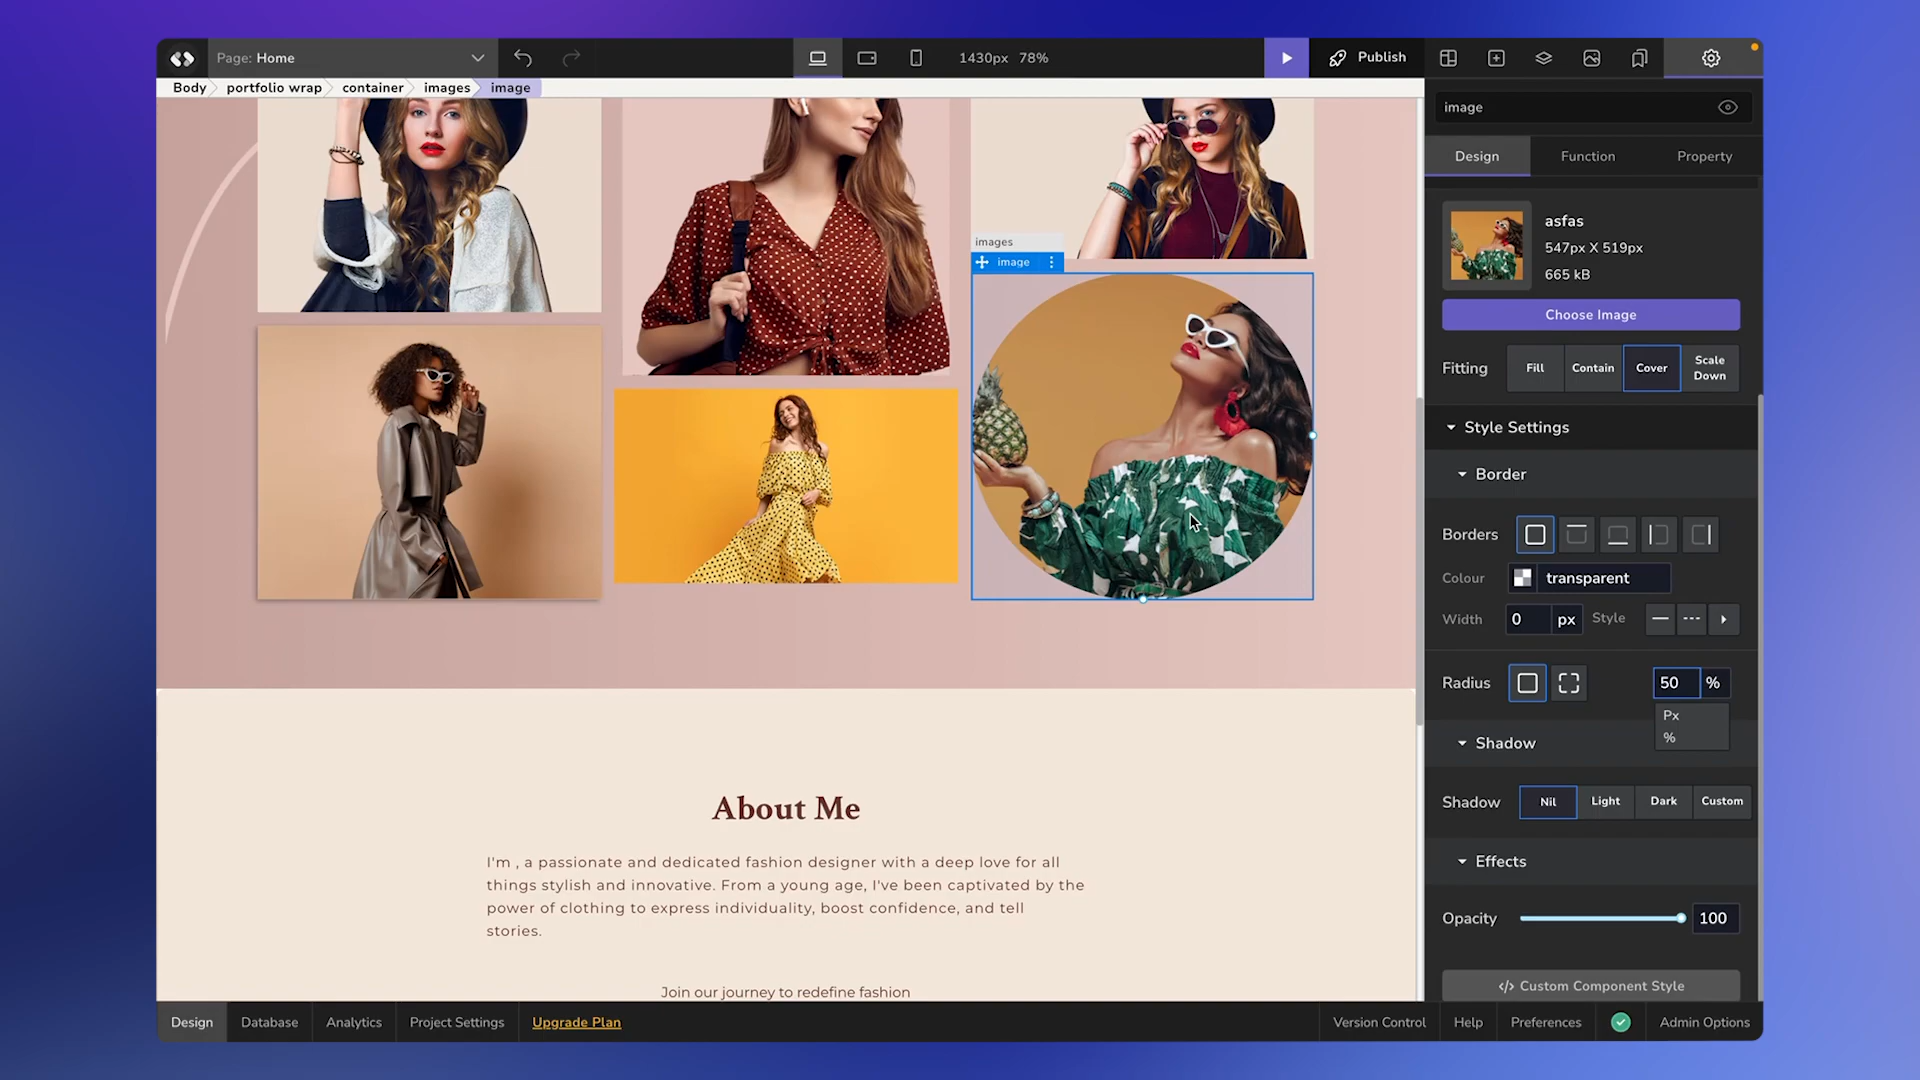 Page: Home
1430px 78%
Publish
Body portfolio wrap container images image
image
Design Function Property
asfas
547px X 519px
665 kB
Choose Image
Fitting Fill Contain Cover Scale Down
Style Settings
Border
Borders
Colour transparent
Width 0 px Style
Radius 50 %
Px
%
Shadow
Shadow Nil Light Dark Custom
Effects
Opacity 100
</> Custom Component Style
images
image
About Me
I'm , a passionate and dedicated fashion designer with a deep love for all
things stylish and innovative. From a young age, I've been captivated by the
power of clothing to express individuality, boost confidence, and tell
stories.
Join our journey to redefine fashion
Design Database Analytics Project Settings Upgrade Plan Version Control Help Preferences Admin Options